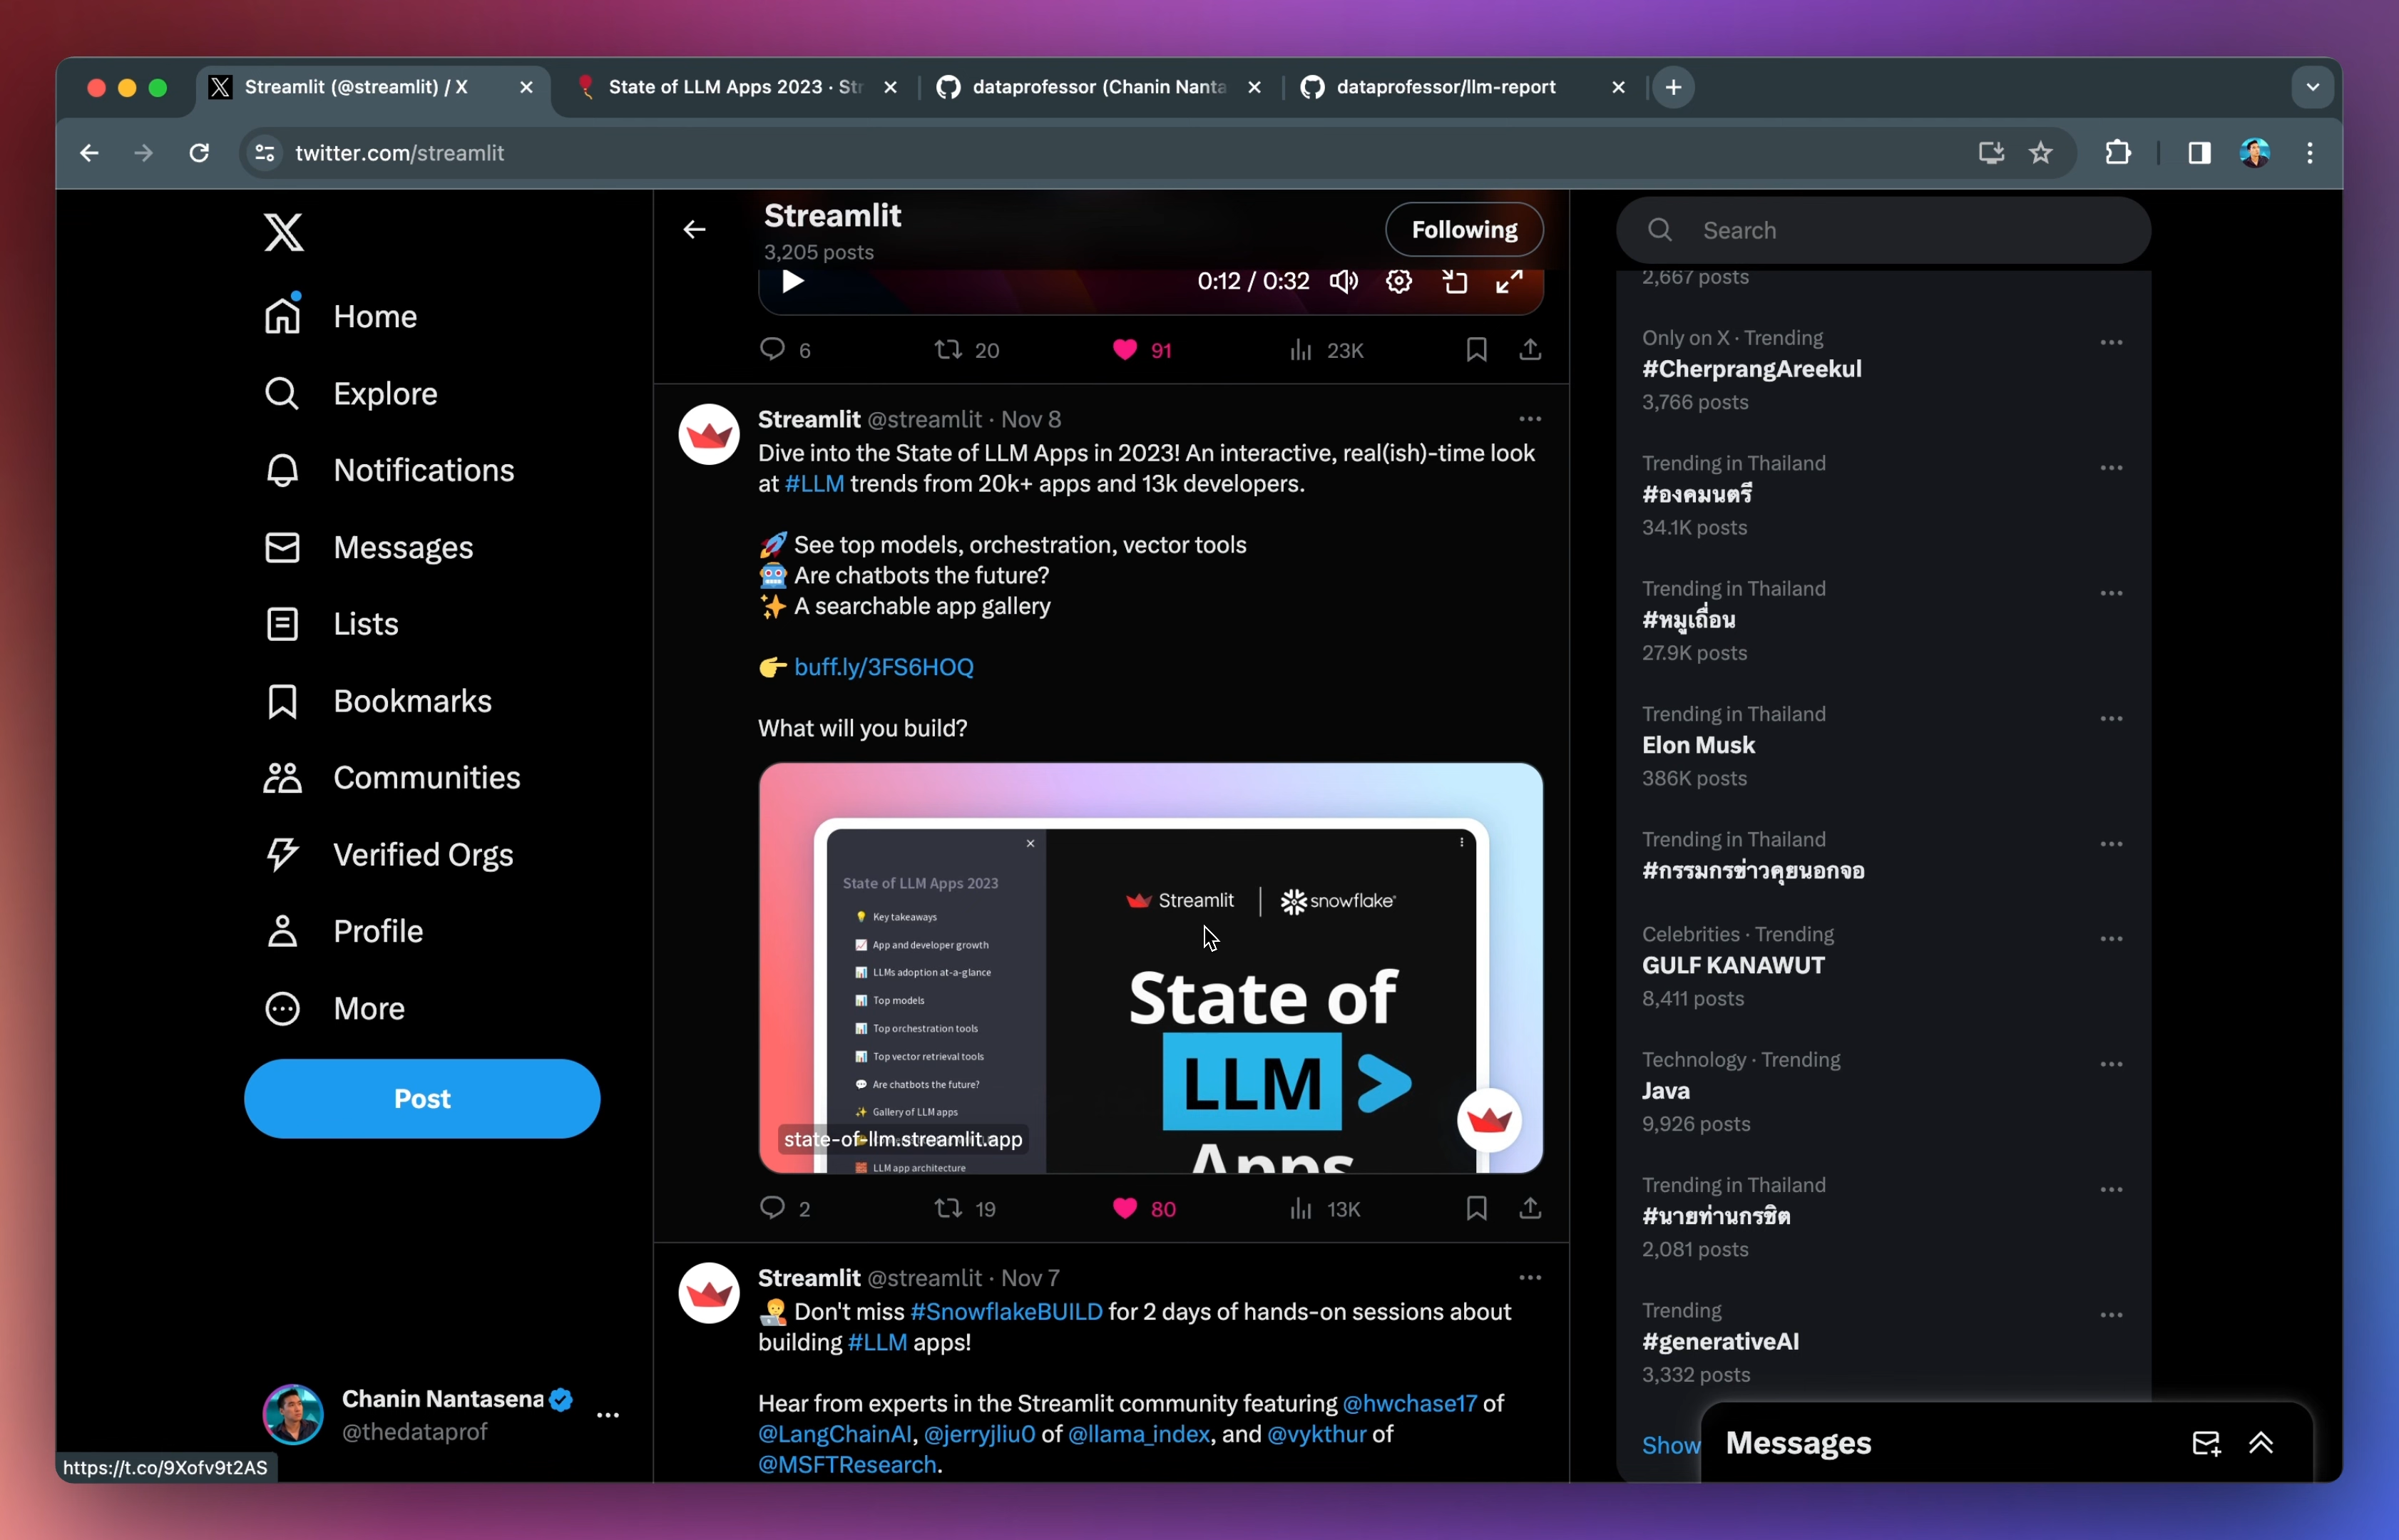 Streamlit (@streamlit) / X
State of LLM Apps 2023 · Str
dataprofessor (Chanin Nanta
dataprofessor/llm-report
twitter.com/streamlit
Home
Explore
Notifications
Messages
Lists
Bookmarks
Communities
Verified Orgs
Profile
More
Post
Chanin Nantasena
@thedataprof
https://t.co/9Xofv9t2AS
Streamlit
3,205 posts
Following
0:12 / 0:32
6 20 91 23K
Streamlit @streamlit · Nov 8
Dive into the State of LLM Apps in 2023! An interactive, real(ish)-time look
at #LLM trends from 20k+ apps and 13k developers.
🚀 See top models, orchestration, vector tools
🤖 Are chatbots the future?
✨ A searchable app gallery
👉 buff.ly/3FS6HOQ
What will you build?
State of LLM Apps 2023
Key takeaways
App and developer growth
LLMs adoption at-a-glance
Top models
Top orchestration tools
Top vector retrieval tools
Are chatbots the future?
Gallery of LLM apps
state-of-llm.streamlit.app
LLM app architecture
Streamlit | snowflake
State of
LLM >
Apps
2 19 80 13K
Streamlit @streamlit · Nov 7
Don't miss #SnowflakeBUILD for 2 days of hands-on sessions about
building #LLM apps!
Hear from experts in the Streamlit community featuring @hwchase17 of
@LangChainAI, @jerryjliu0 of @llama_index, and @vykthur of
@MSFTResearch.
Search
2,667 posts
Only on X · Trending
#CherprangAreekul
3,766 posts
Trending in Thailand
#องคมนตรี
34.1K posts
Trending in Thailand
#หมูเถื่อน
27.9K posts
Trending in Thailand
Elon Musk
386K posts
Trending in Thailand
#กรรมกรข่าวคุยนอกจอ
Celebrities · Trending
GULF KANAWUT
8,411 posts
Technology · Trending
Java
9,926 posts
Trending in Thailand
#นายท่านกรชิต
2,081 posts
Trending
#generativeAI
3,332 posts
Show
Messages